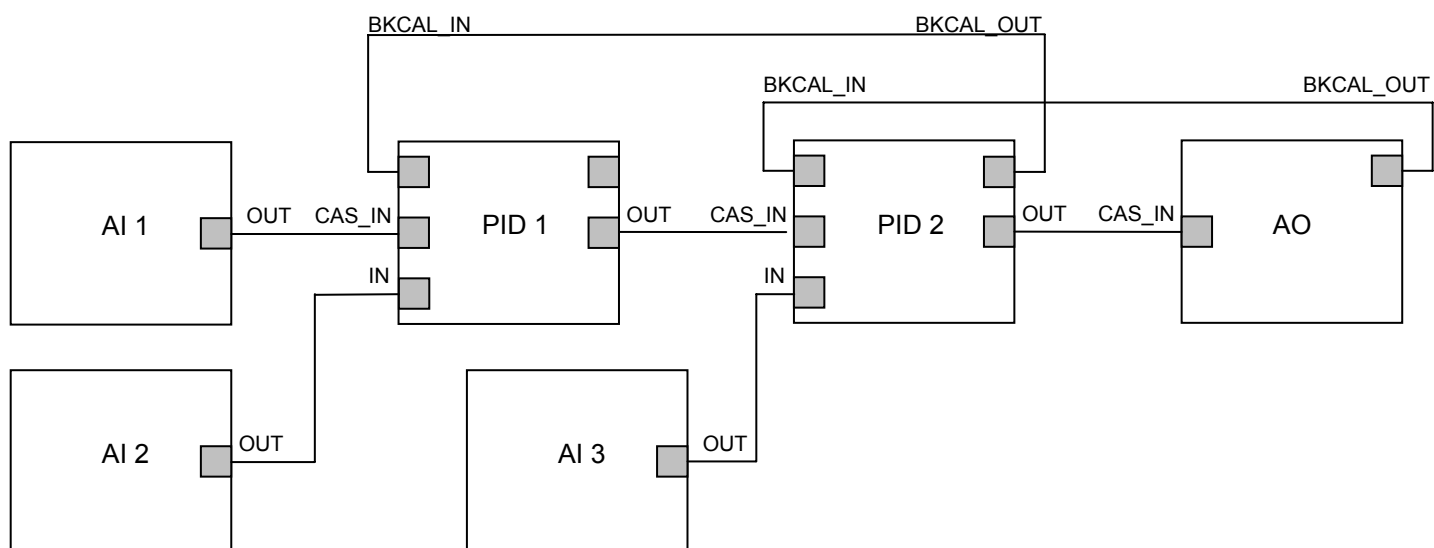 BKCAL_IN
BKCAL_OUT
BKCAL_IN
BKCAL_OUT
AI 1
OUT
CAS_IN
PID 1
OUT
CAS_IN
PID 2
OUT
CAS_IN
AO
IN
IN
AI 2
OUT
AI 3
OUT